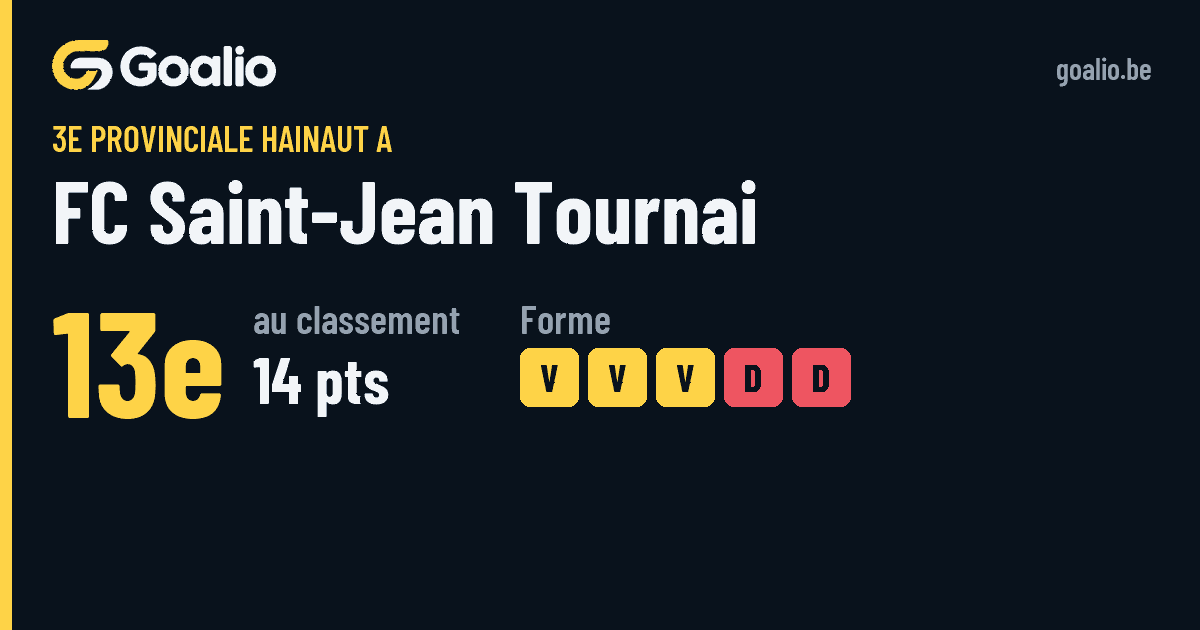 Goalio
goalio.be
3E PROVINCIALE HAINAUT A
FC Saint-Jean Tournai
13e
au classement
14 pts
Forme
V V V D D